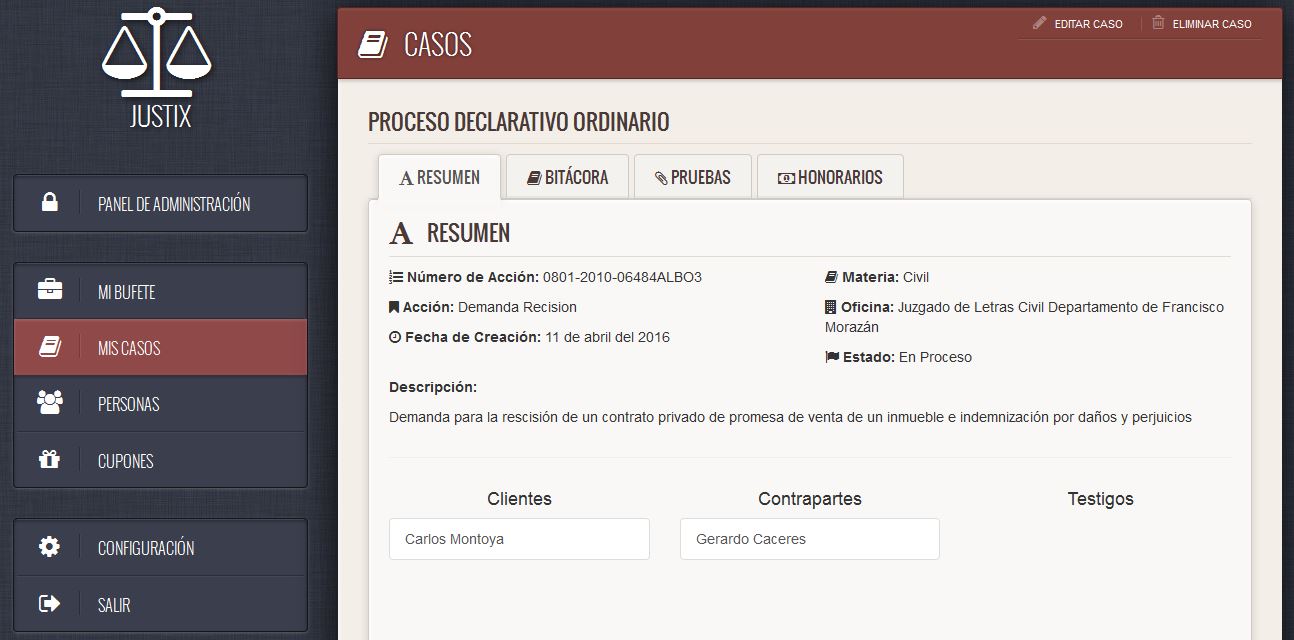 JUSTIX
PANEL DE ADMINISTRACIÓN
MI BUFETE
MIS CASOS
PERSONAS
CUPONES
CONFIGURACIÓN
SALIR
CASOS
EDITAR CASO
ELIMINAR CASO
PROCESO DECLARATIVO ORDINARIO
A RESUMEN
BITÁCORA
PRUEBAS
HONORARIOS
A RESUMEN
Número de Acción: 0801-2010-06484ALBO3
Acción: Demanda Recision
Fecha de Creación: 11 de abril del 2016
Materia: Civil
Oficina: Juzgado de Letras Civil Departamento de Francisco
Morazán
Estado: En Proceso
Descripción:
Demanda para la rescisión de un contrato privado de promesa de venta de un inmueble e indemnización por daños y perjuicios
Clientes
Carlos Montoya
Contrapartes
Gerardo Caceres
Testigos